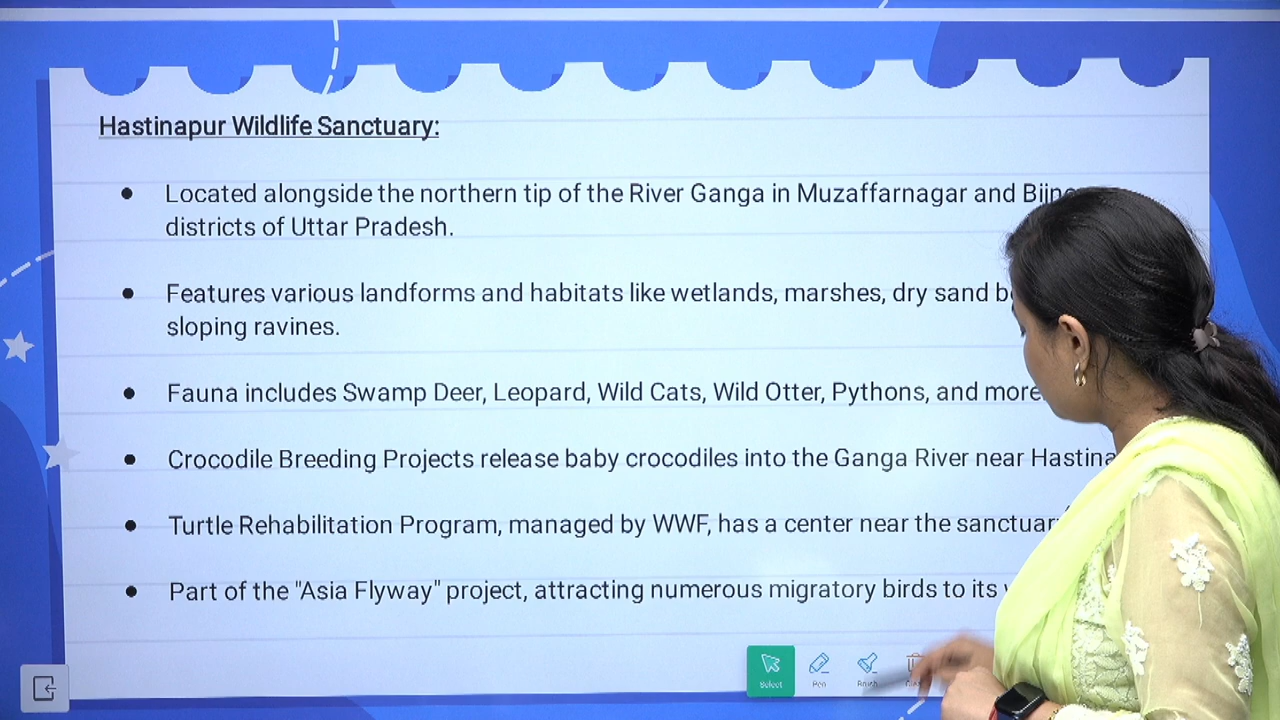 Hastinapur Wildlife Sanctuary:
● Located alongside the northern tip of the River Ganga in Muzaffarnagar and
districts of Uttar Pradesh.
● Features various landforms and habitats like wetlands, marshes, dry sand
sloping ravines.
● Fauna includes Swamp Deer, Leopard, Wild Cats, Wild Otter, Pythons, and more
● Crocodile Breeding Projects release baby crocodiles into the Ganga River near
● Turtle Rehabilitation Program, managed by WWF, has a center near the
● Part of the "Asia Flyway" project, attracting numerous migratory birds to its
Select Pen